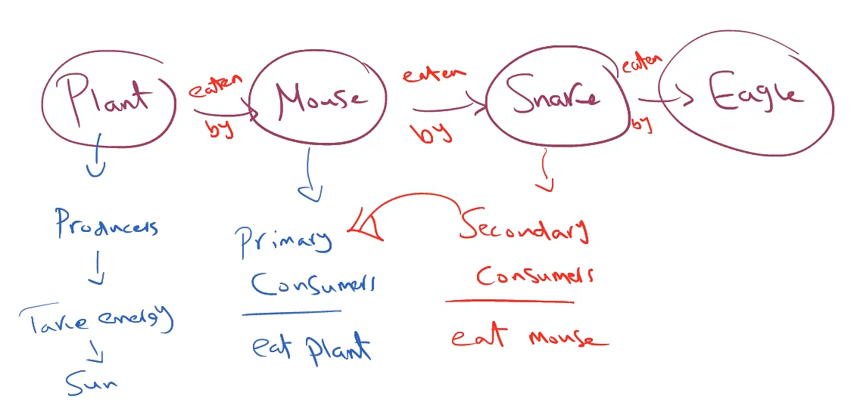 Plant
eaten
by
Mouse
eaten
by
Snake
eaten
by
Eagle
Producers
Take energy
Sun
Primary
Consumers
eat plant
Secondary
Consumers
eat mouse